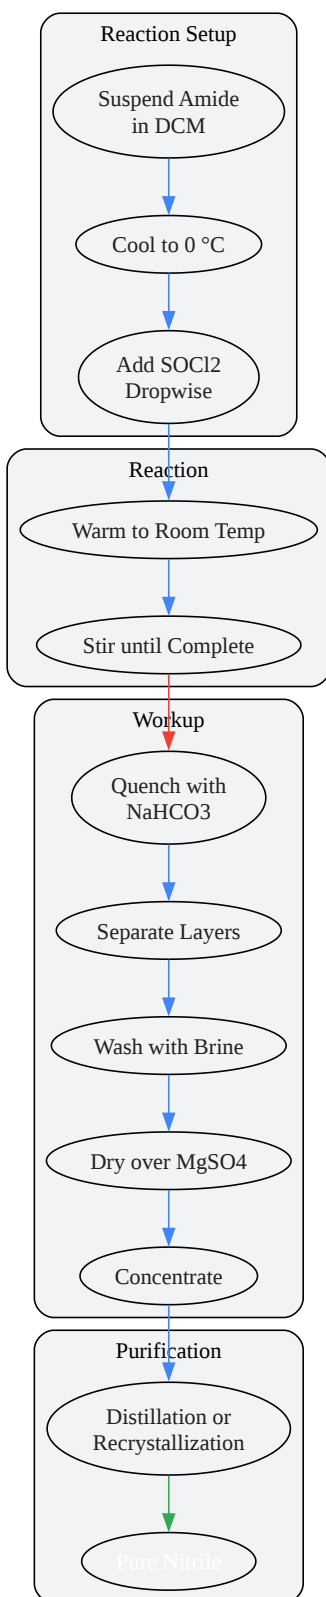 Reaction Setup
Suspend Amide
in DCM
Cool to 0 °C
Add SOCl2
Dropwise
Reaction
Warm to Room Temp
Stir until Complete
Workup
Quench with
NaHCO3
Separate Layers
Wash with Brine
Dry over MgSO4
Concentrate
Purification
Distillation or
Recrystallization
Pure Nitrile